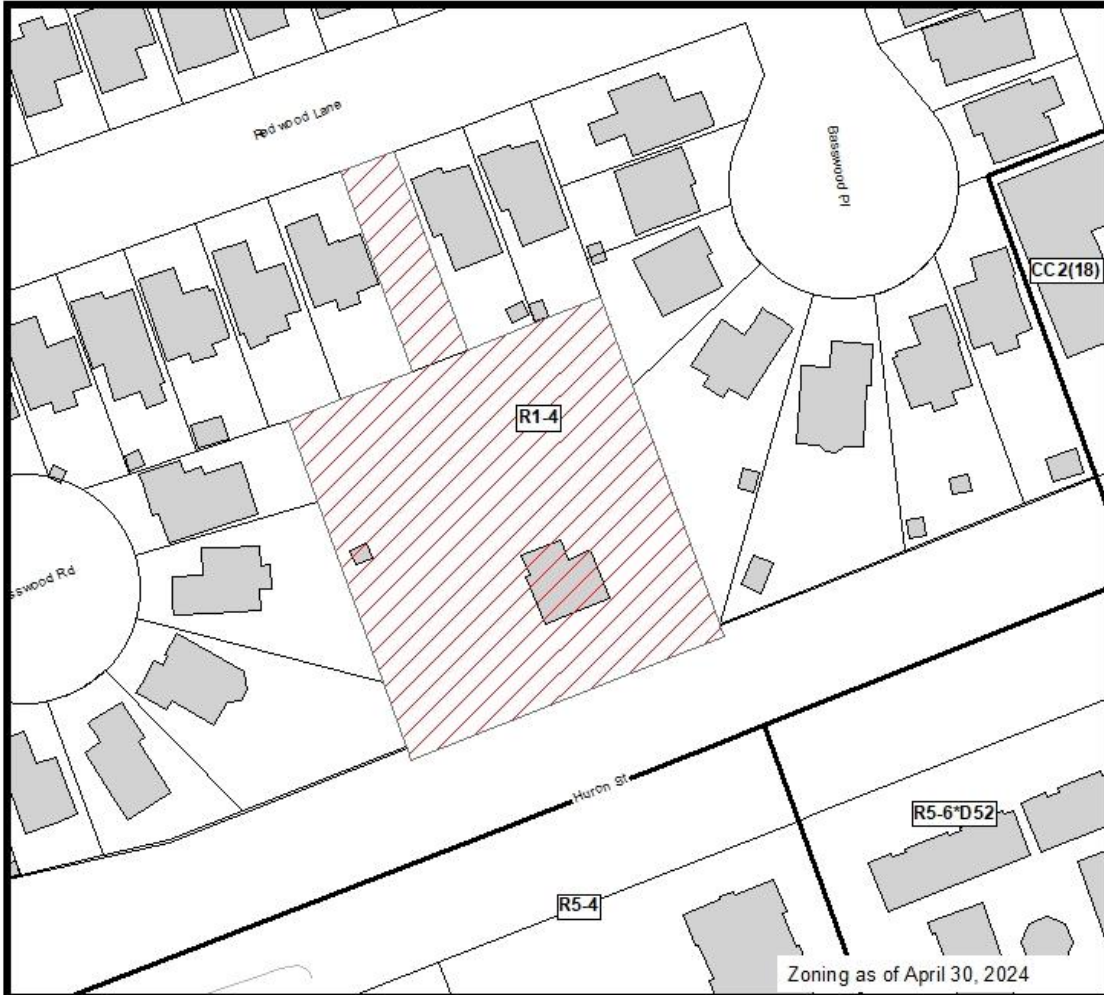 Redwood Lane
Basswood Pl
CC2(18)
R1-4
sswood Rd
Huron St
R5-6*D52
R5-4
Zoning as of April 30, 2024